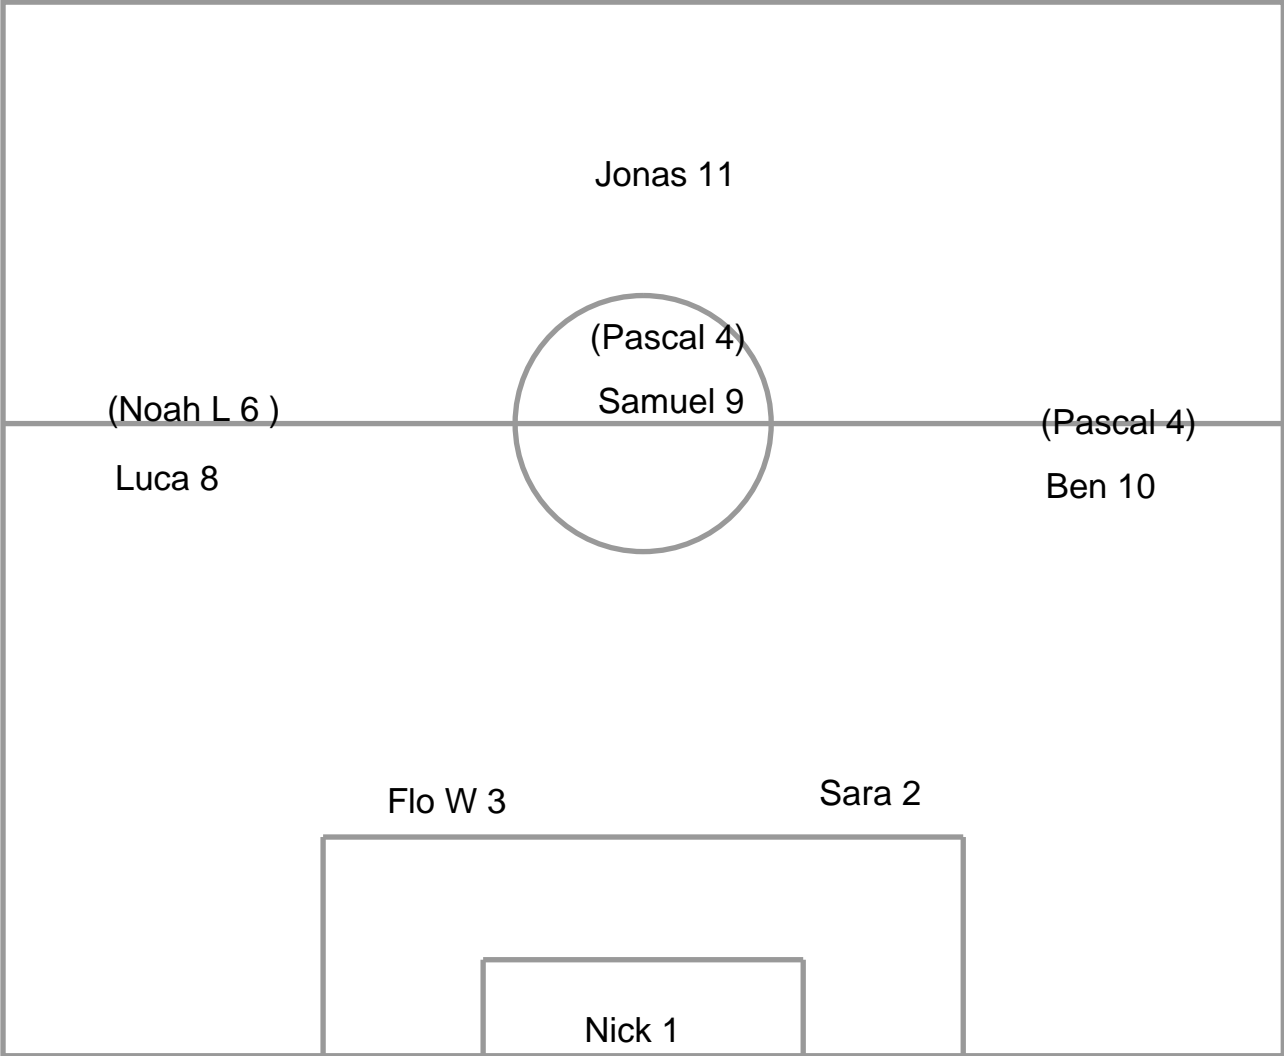 Jonas 11
(Pascal 4)
Samuel 9
(Noah L 6 )
(Pascal 4)
Luca 8
Ben 10
Flo W 3
Sara 2
Nick 1